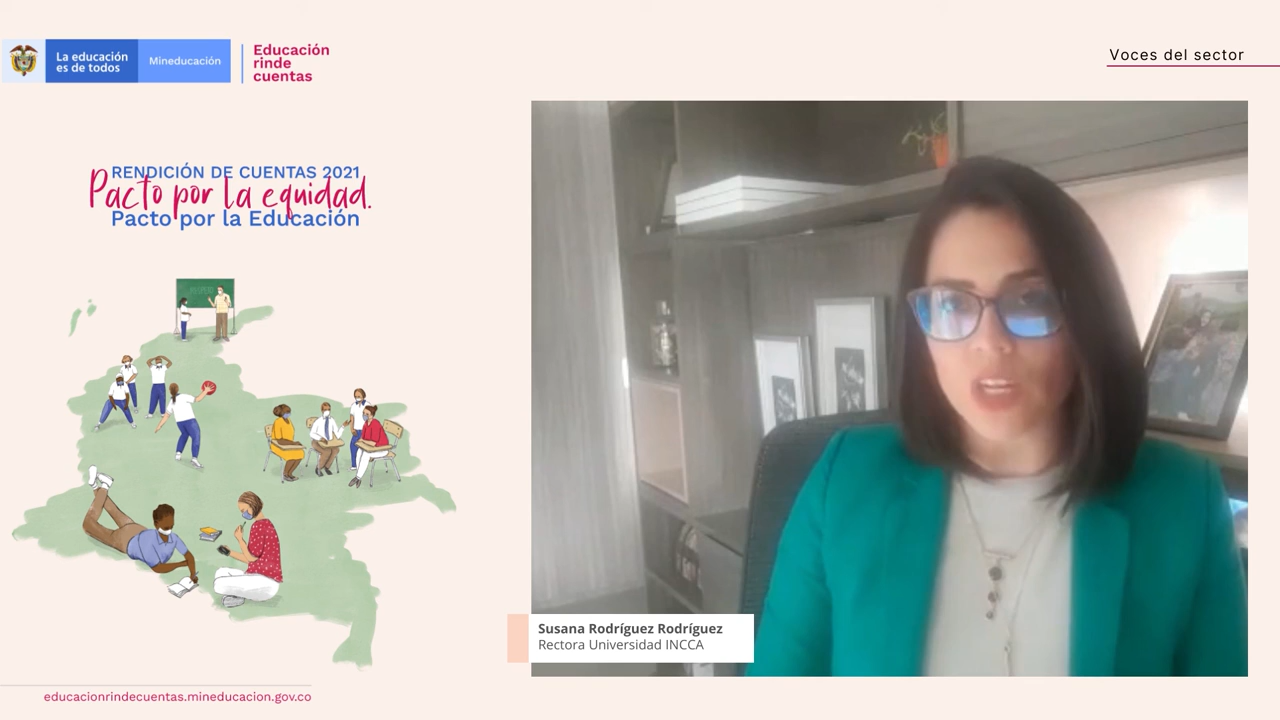 La educación
es de todos
Mineducación
Educación
rinde
cuentas
Voces del sector
RENDICIÓN DE CUENTAS 2021
Pacto por la equidad.
Pacto por la Educación
Susana Rodríguez Rodríguez
Rectora Universidad INCCA
educacionrindecuentas.mineducacion.gov.co